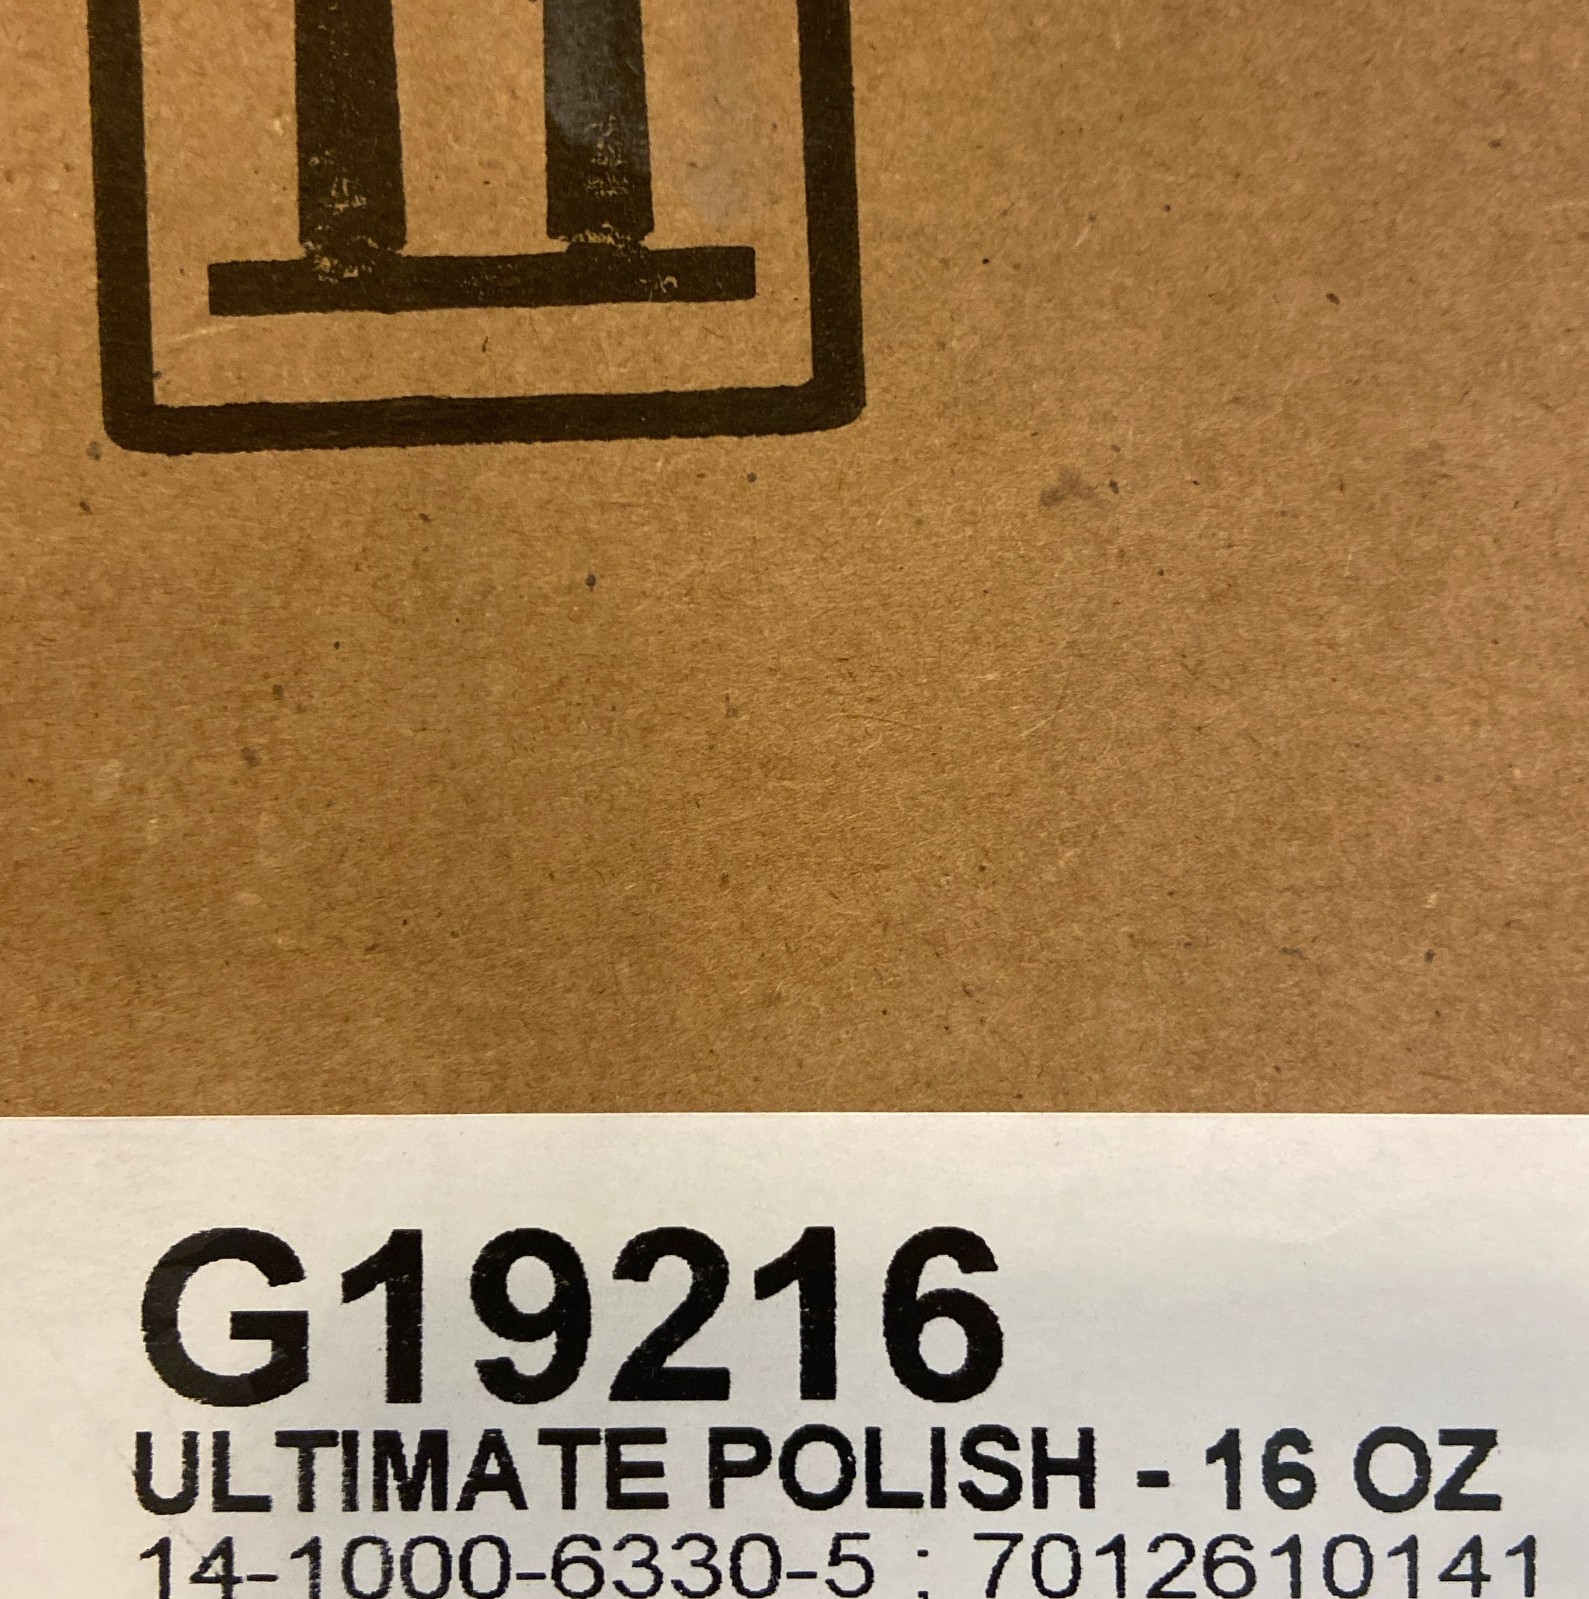 G19216
ULTIMATE POLISH - 16 OZ
14-1000-6330-5 : 7012610141